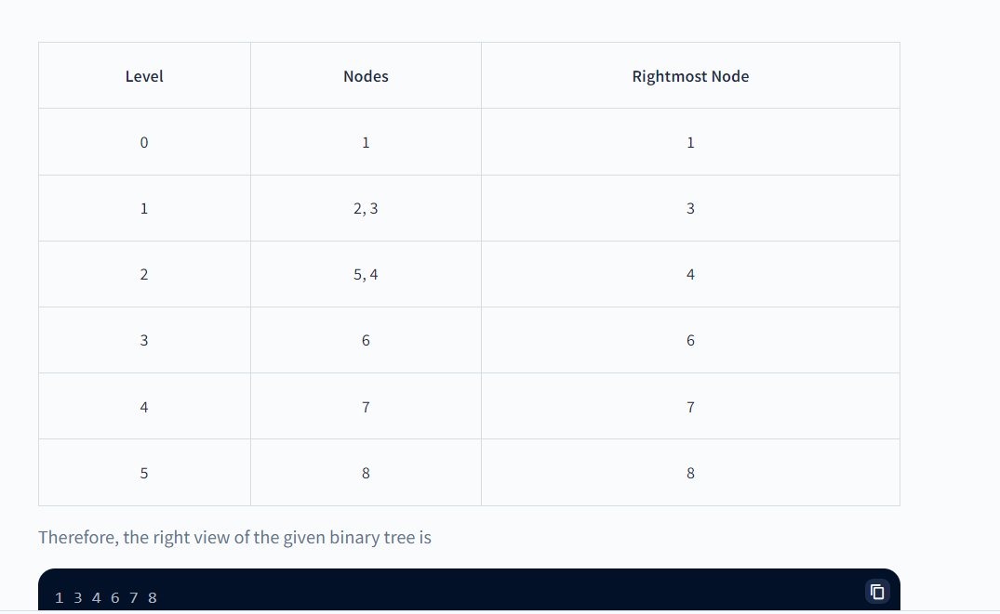 Level Nodes Rightmost Node
0 1 1
1 2, 3 3
2 5, 4 4
3 6 6
4 7 7
5 8 8
Therefore, the right view of the given binary tree is
1 3 4 6 7 8